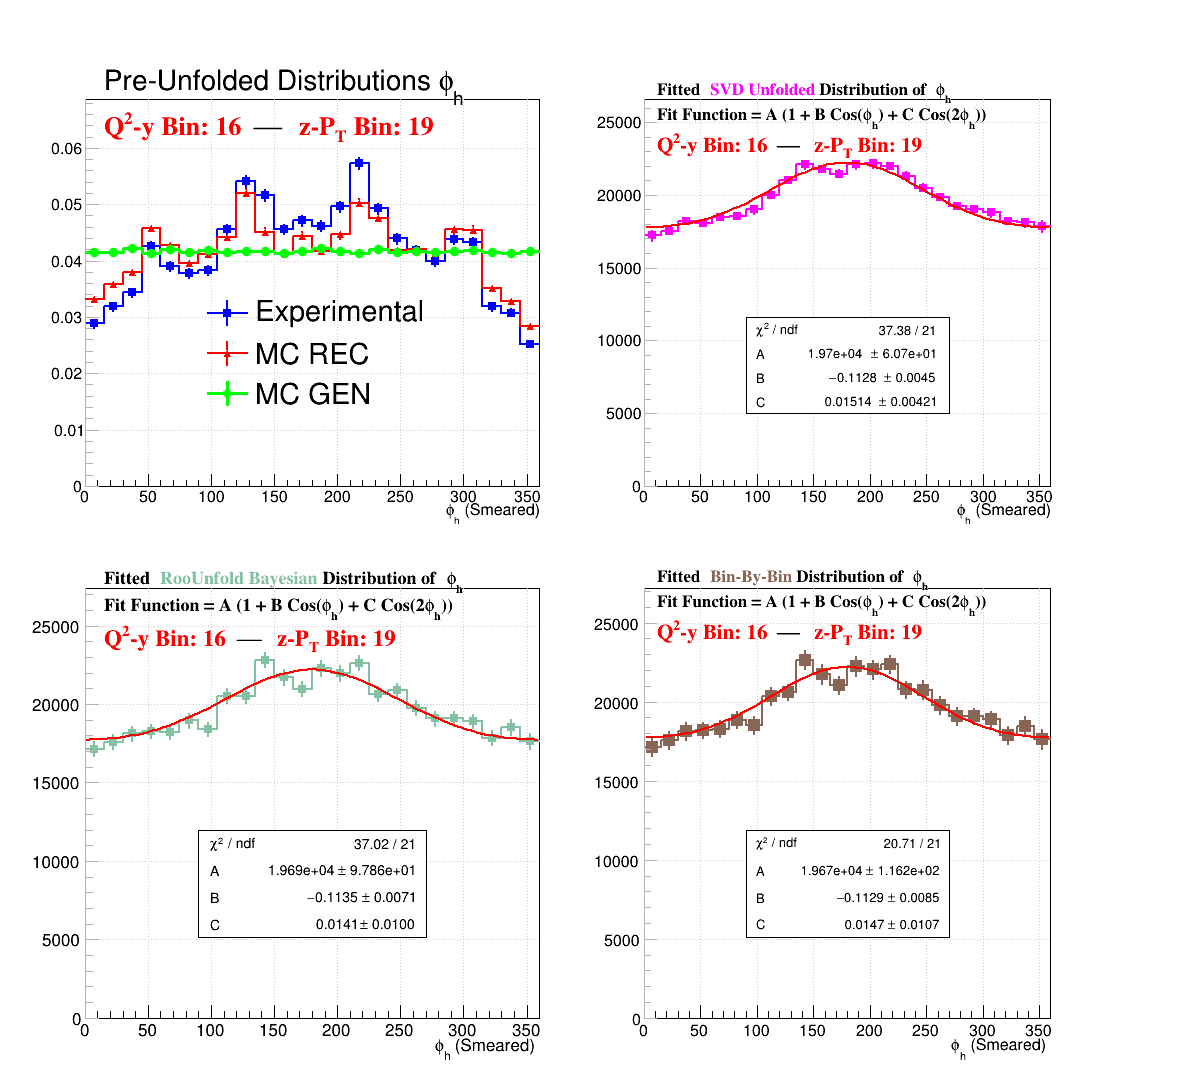 Pre-Unfolded Distributions ϕh
Q²-y Bin: 16 — z-PT Bin: 19
0.06
0.05
0.04
0.03
0.02
0.01
0
Experimental
MC REC
MC GEN
0 50 100 150 200 250 300 350
ϕh (Smeared)
Fitted SVD Unfolded Distribution of ϕh
Fit Function = A (1 + B Cos(ϕh) + C Cos(2ϕh))
Q²-y Bin: 16 — z-PT Bin: 19
25000
20000
15000
10000
5000
0
χ² / ndf 37.38 / 21
A 1.97e+04 ± 6.07e+01
B −0.1128 ± 0.0045
C 0.01514 ± 0.00421
0 50 100 150 200 250 300 350
ϕh (Smeared)
Fitted RooUnfold Bayesian Distribution of ϕh
Fit Function = A (1 + B Cos(ϕh) + C Cos(2ϕh))
Q²-y Bin: 16 — z-PT Bin: 19
25000
20000
15000
10000
5000
0
χ² / ndf 37.02 / 21
A 1.969e+04 ± 9.786e+01
B −0.1135 ± 0.0071
C 0.0141 ± 0.0100
0 50 100 150 200 250 300 350
ϕh (Smeared)
Fitted Bin-By-Bin Distribution of ϕh
Fit Function = A (1 + B Cos(ϕh) + C Cos(2ϕh))
Q²-y Bin: 16 — z-PT Bin: 19
25000
20000
15000
10000
5000
0
χ² / ndf 20.71 / 21
A 1.967e+04 ± 1.162e+02
B −0.1129 ± 0.0085
C 0.0147 ± 0.0107
0 50 100 150 200 250 300 350
ϕh (Smeared)